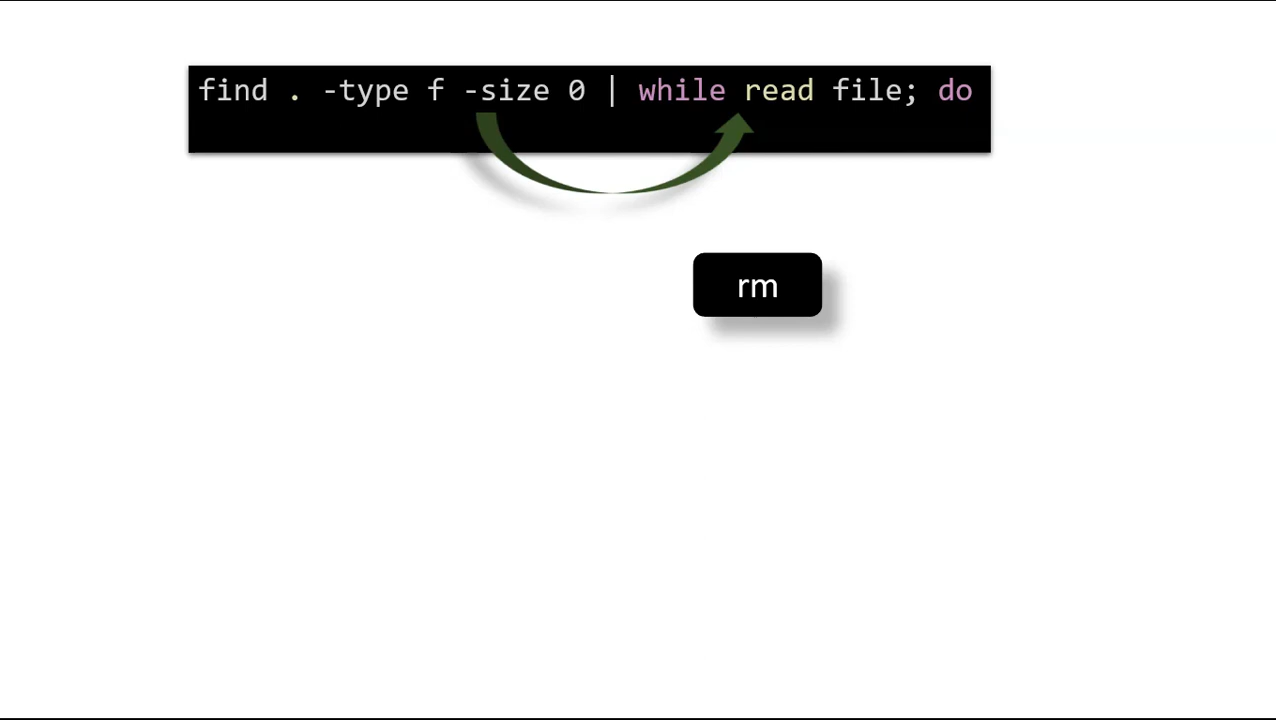 find . -type f -size 0 | while read file; do
rm